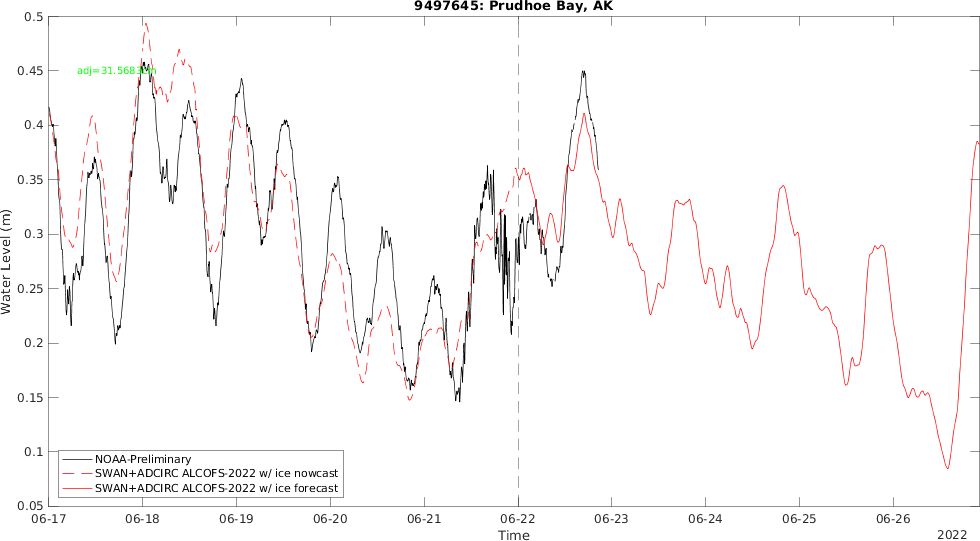 9497645: Prudhoe Bay, AK
Water Level (m)
0.5
0.45
0.4
0.35
0.3
0.25
0.2
0.15
0.1
0.05
NOAA-Preliminary
SWAN+ADCIRC ALCOFS-2022 w/ ice nowcast
SWAN+ADCIRC ALCOFS-2022 w/ ice forecast
06-17 06-18 06-19 06-20 06-21 06-22 06-23 06-24 06-25 06-26
Time
2022